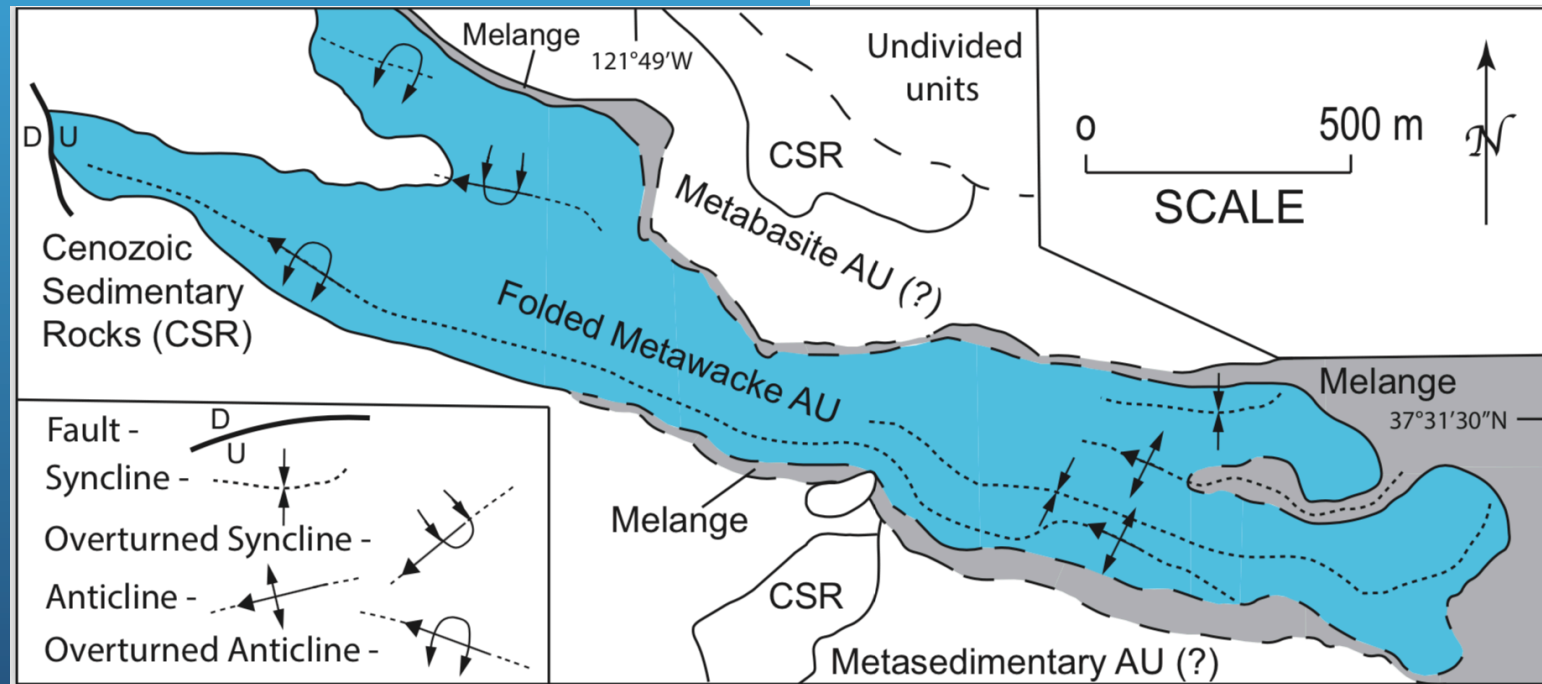 Melange
121°49'W
Undivided
units
0
500 m
N
SCALE
D
U
CSR
Metabasite AU (?)
Cenozoic
Sedimentary
Rocks (CSR)
Folded Metawacke AU
Melange
37°31'30"N
Fault -
D
U
Syncline -
Overturned Syncline -
Anticline -
Overturned Anticline -
Melange
CSR
Metasedimentary AU (?)